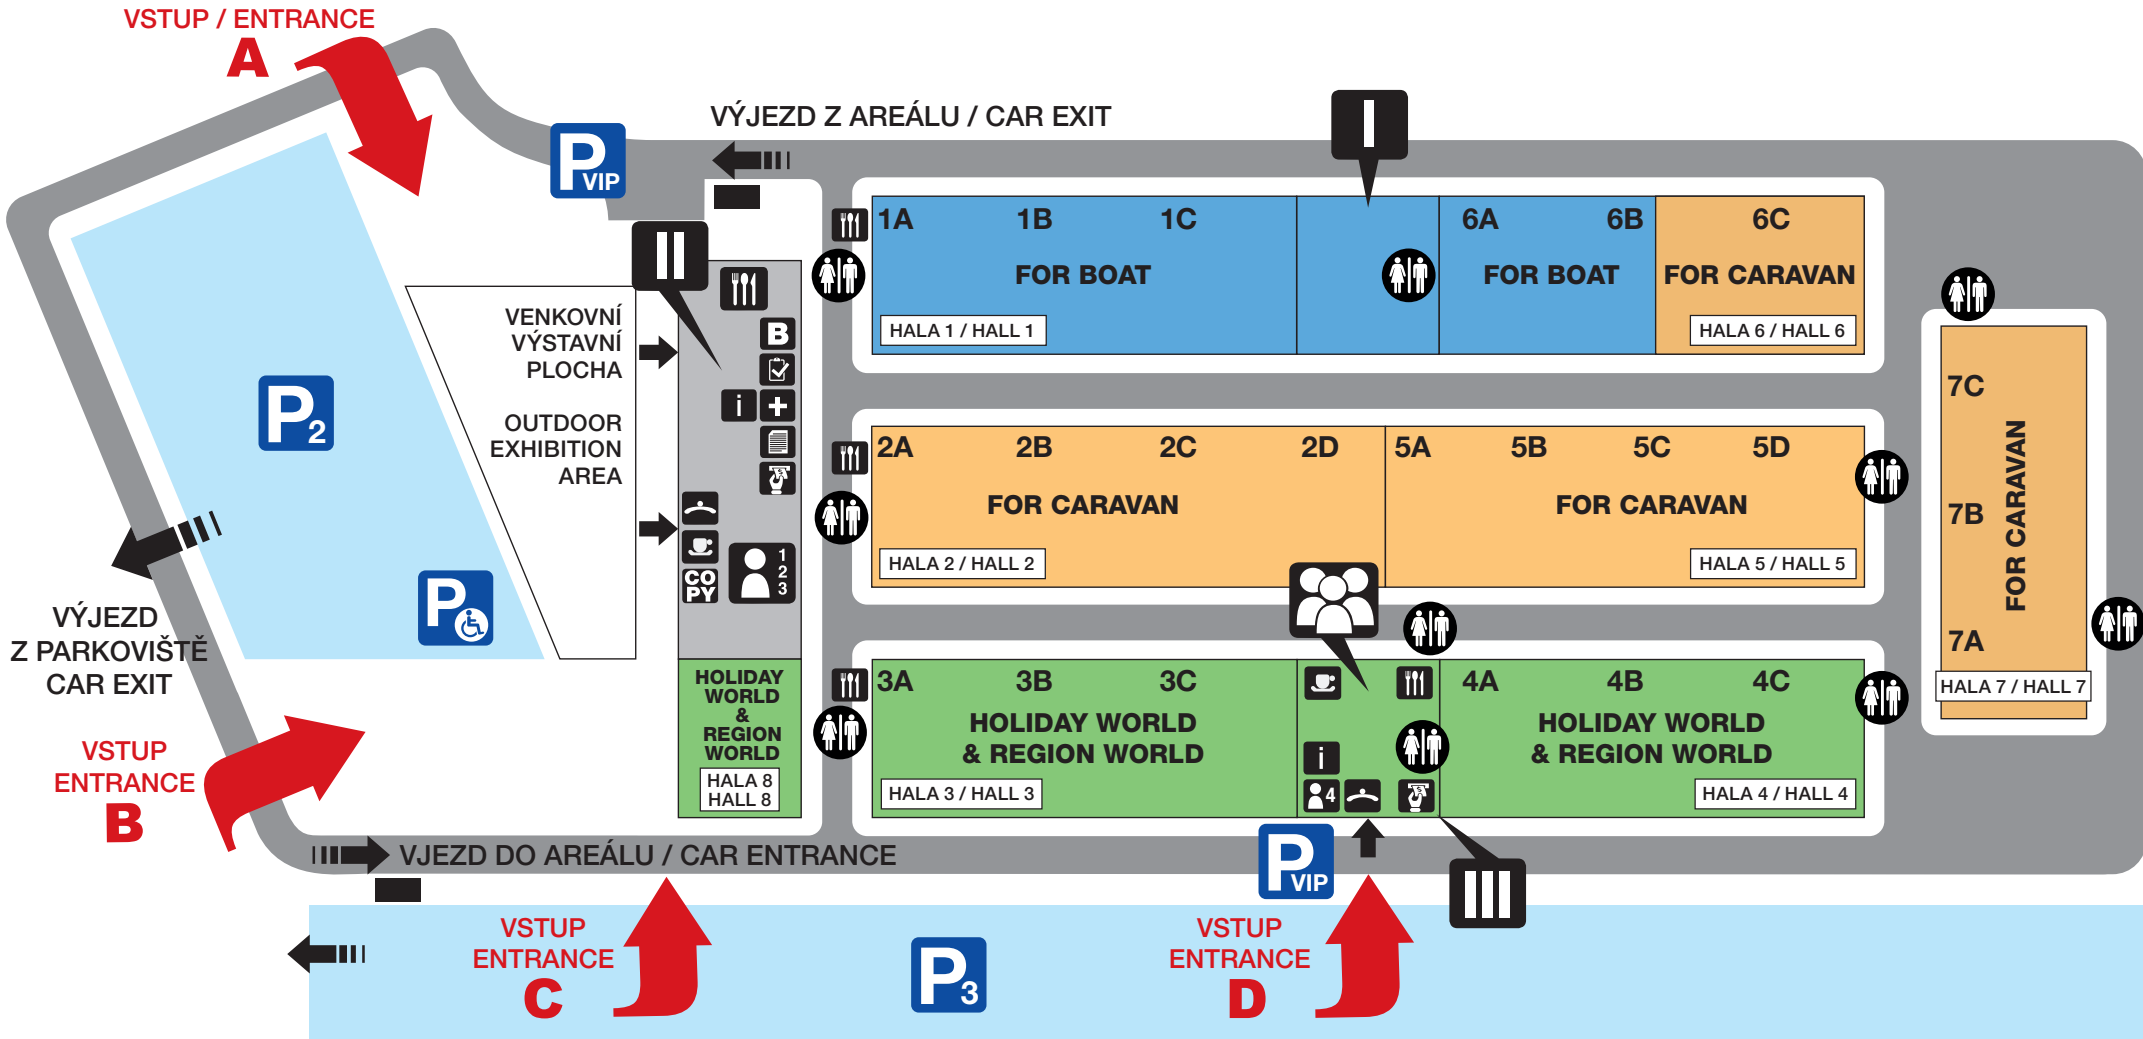 VSTUP / ENTRANCE
A
VÝJEZD Z AREÁLU / CAR EXIT
P VIP
I
II
1A 1B 1C 6A 6B 6C
FOR BOAT FOR BOAT FOR CARAVAN
HALA 1 / HALL 1 HALA 6 / HALL 6
VENKOVNÍ
VÝSTAVNÍ
PLOCHA
OUTDOOR
EXHIBITION
AREA
B
i
P2
P
CO
PY
1
2
3
2A 2B 2C 2D 5A 5B 5C 5D
FOR CARAVAN FOR CARAVAN
HALA 2 / HALL 2 HALA 5 / HALL 5
7C
7B
7A
FOR CARAVAN
HALA 7 / HALL 7
VÝJEZD
Z PARKOVIŠTĚ
CAR EXIT
HOLIDAY
WORLD
&
REGION
WORLD
HALA 8
HALL 8
3A 3B 3C 4A 4B 4C
HOLIDAY WORLD
& REGION WORLD
HOLIDAY WORLD
& REGION WORLD
i
4
HALA 3 / HALL 3 HALA 4 / HALL 4
VSTUP
ENTRANCE
B
VJEZD DO AREÁLU / CAR ENTRANCE
P VIP
III
VSTUP
ENTRANCE
C
P3
VSTUP
ENTRANCE
D